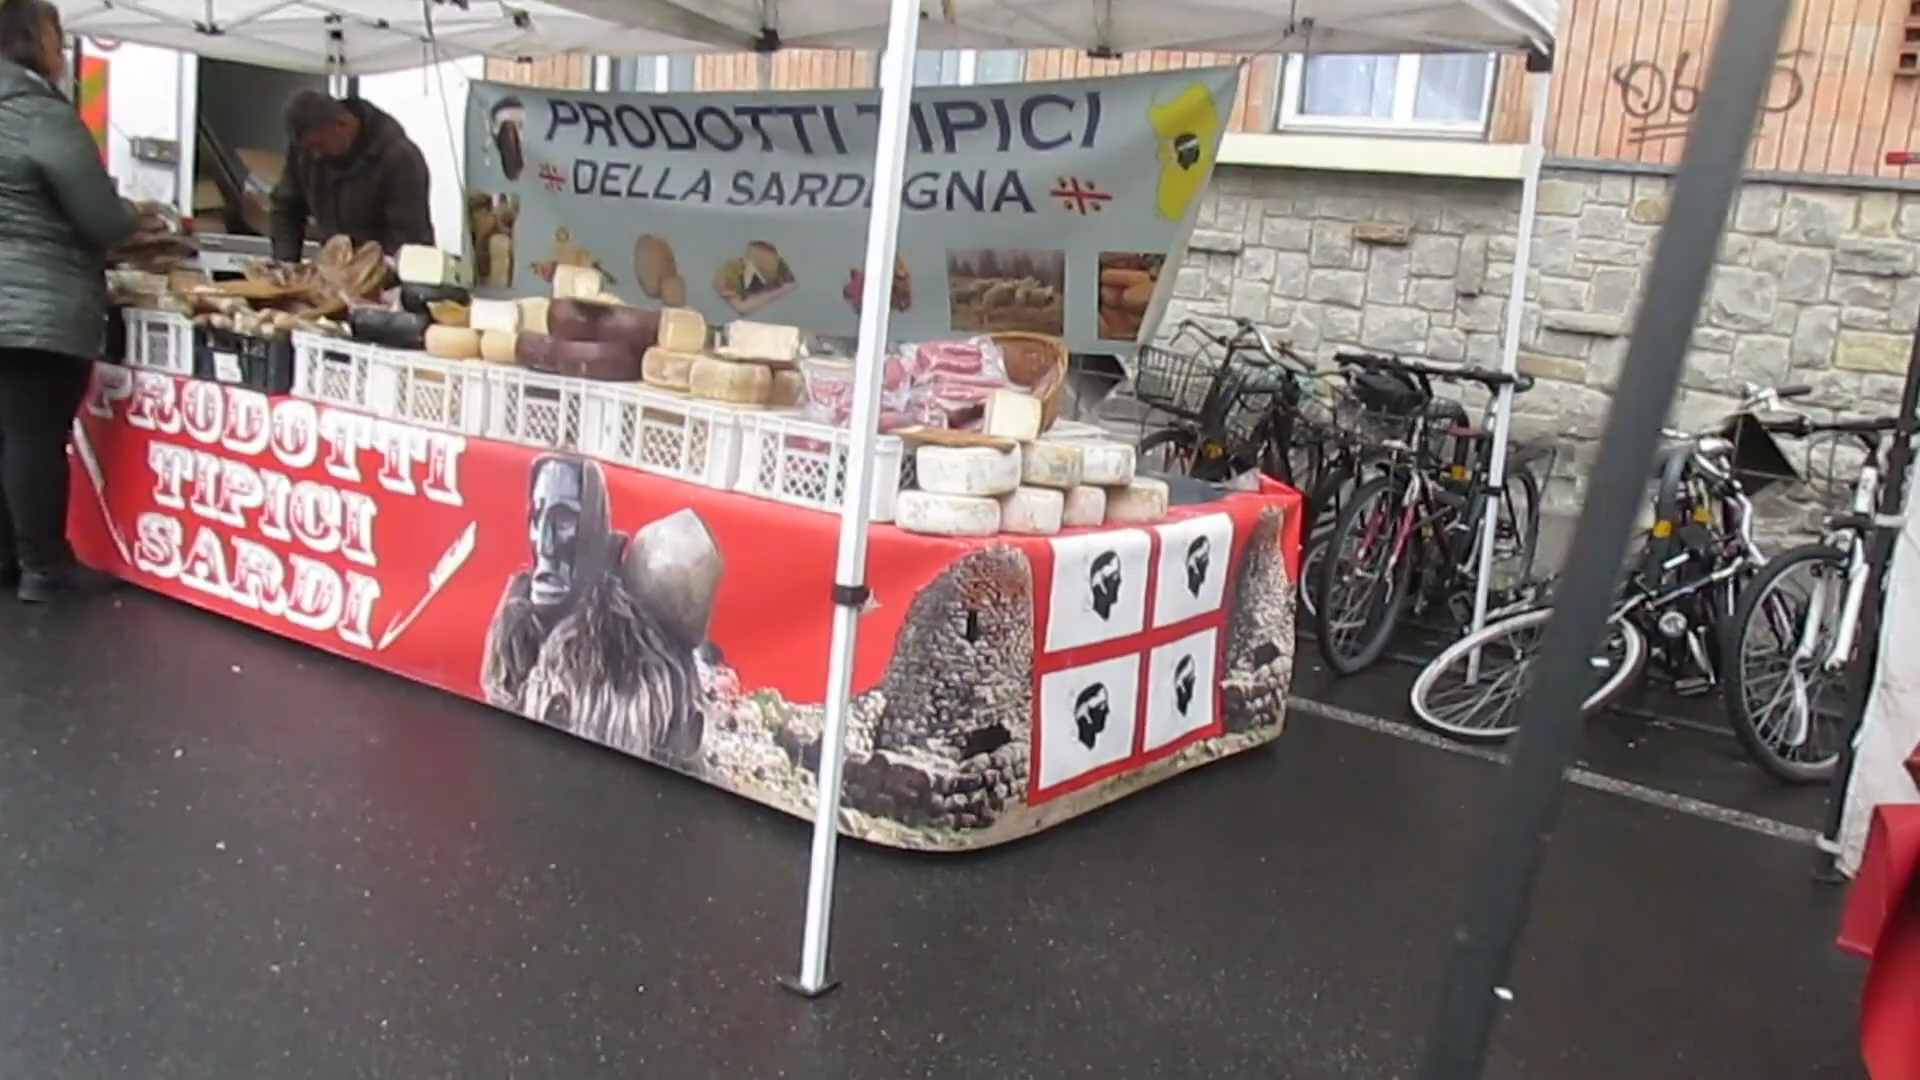 PRODOTTI TIPICI
DELLA SARDEGNA
PRODOTTI
TIPICI
SARDI